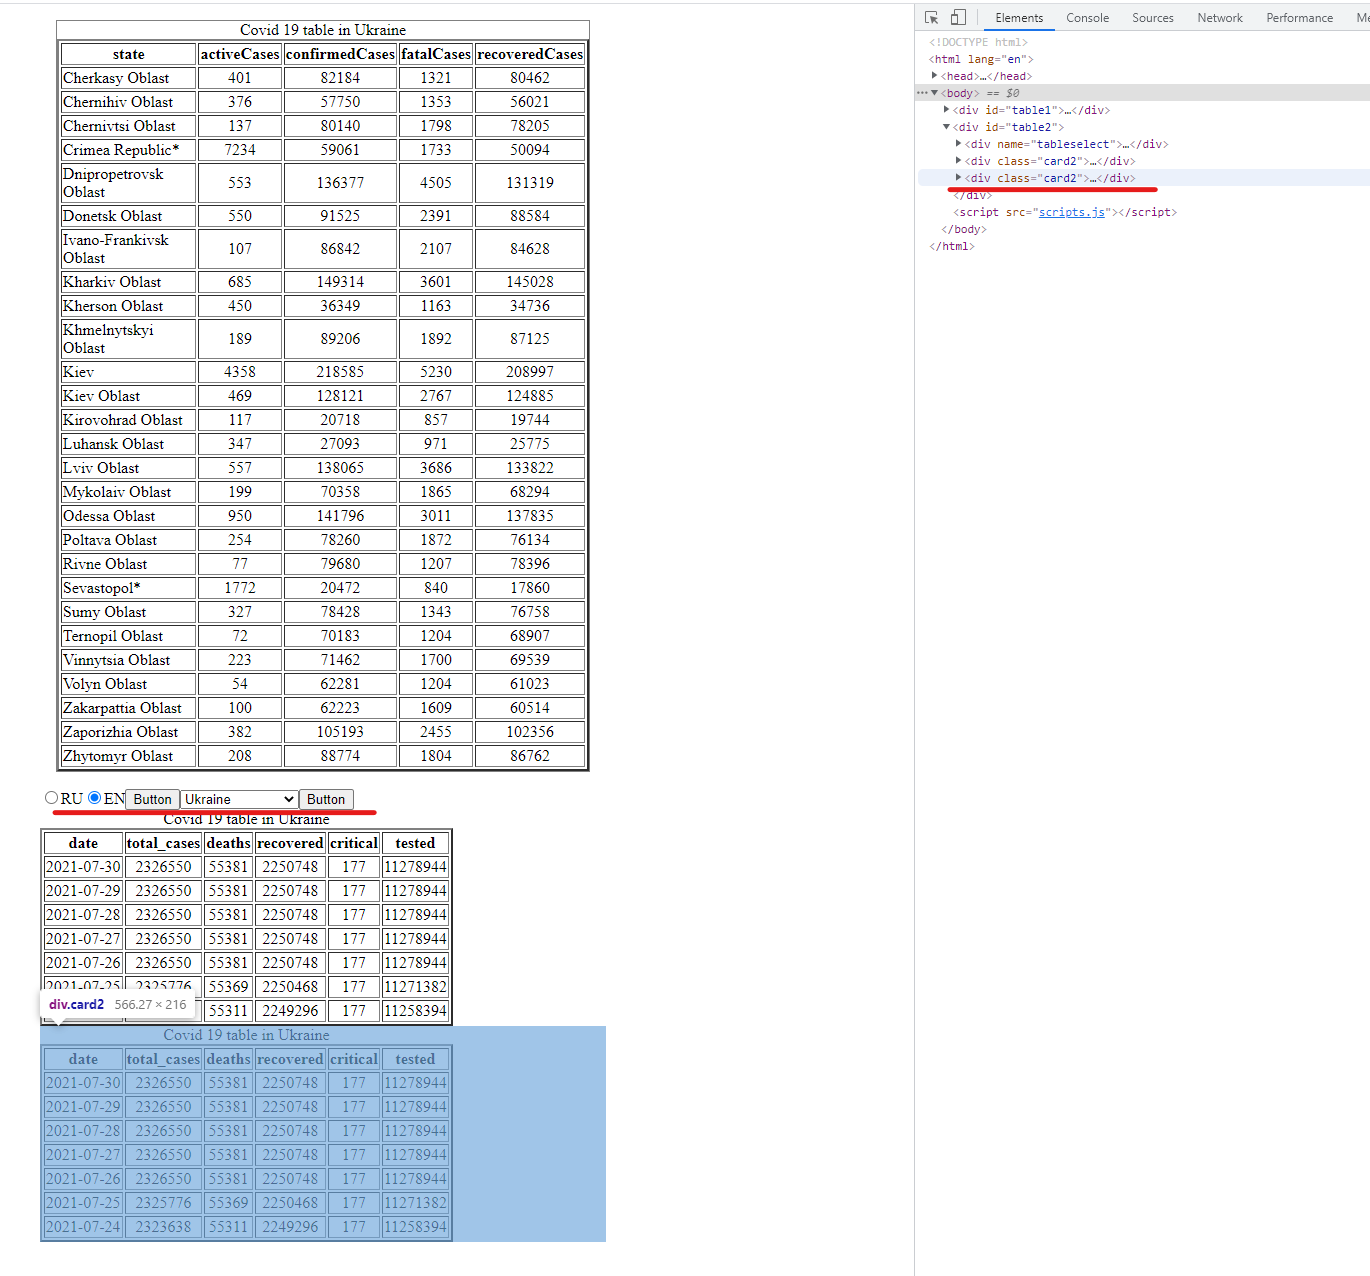 Covid 19 table in Ukraine
state activeCases confirmedCases fatalCases recoveredCases
Cherkasy Oblast 401 82184 1321 80462
Chernihiv Oblast 376 57750 1353 56021
Chernivtsi Oblast 137 80140 1798 78205
Crimea Republic* 7234 59061 1733 50094
Dnipropetrovsk
Oblast 553 136377 4505 131319
Donetsk Oblast 550 91525 2391 88584
Ivano-Frankivsk
Oblast 107 86842 2107 84628
Kharkiv Oblast 685 149314 3601 145028
Kherson Oblast 450 36349 1163 34736
Khmelnytskyi
Oblast 189 89206 1892 87125
Kiev 4358 218585 5230 208997
Kiev Oblast 469 128121 2767 124885
Kirovohrad Oblast 117 20718 857 19744
Luhansk Oblast 347 27093 971 25775
Lviv Oblast 557 138065 3686 133822
Mykolaiv Oblast 199 70358 1865 68294
Odessa Oblast 950 141796 3011 137835
Poltava Oblast 254 78260 1872 76134
Rivne Oblast 77 79680 1207 78396
Sevastopol* 1772 20472 840 17860
Sumy Oblast 327 78428 1343 76758
Ternopil Oblast 72 70183 1204 68907
Vinnytsia Oblast 223 71462 1700 69539
Volyn Oblast 54 62281 1204 61023
Zakarpattia Oblast 100 62223 1609 60514
Zaporizhia Oblast 382 105193 2455 102356
Zhytomyr Oblast 208 88774 1804 86762
RU EN Button Ukraine Button
Covid 19 table in Ukraine
date total_cases deaths recovered critical tested
2021-07-30 2326550 55381 2250748 177 11278944
2021-07-29 2326550 55381 2250748 177 11278944
2021-07-28 2326550 55381 2250748 177 11278944
2021-07-27 2326550 55381 2250748 177 11278944
2021-07-26 2326550 55381 2250748 177 11278944
2021-07-25 2325776 55369 2250468 177 11271382
55311 2249296 177 11258394
div.card2 566.27 × 216
Covid 19 table in Ukraine
date total_cases deaths recovered critical tested
2021-07-30 2326550 55381 2250748 177 11278944
2021-07-29 2326550 55381 2250748 177 11278944
2021-07-28 2326550 55381 2250748 177 11278944
2021-07-27 2326550 55381 2250748 177 11278944
2021-07-26 2326550 55381 2250748 177 11278944
2021-07-25 2325776 55369 2250468 177 11271382
2021-07-24 2323638 55311 2249296 177 11258394
Elements Console Sources Network Performance Me
<!DOCTYPE html>
<html lang="en">
<head>…</head>
<body> == $0
<div id="table1">…</div>
<div id="table2">
<div name="tableselect">…</div>
<div class="card2">…</div>
<div class="card2">…</div>
</div>
<script src="scripts.js"></script>
</body>
</html>